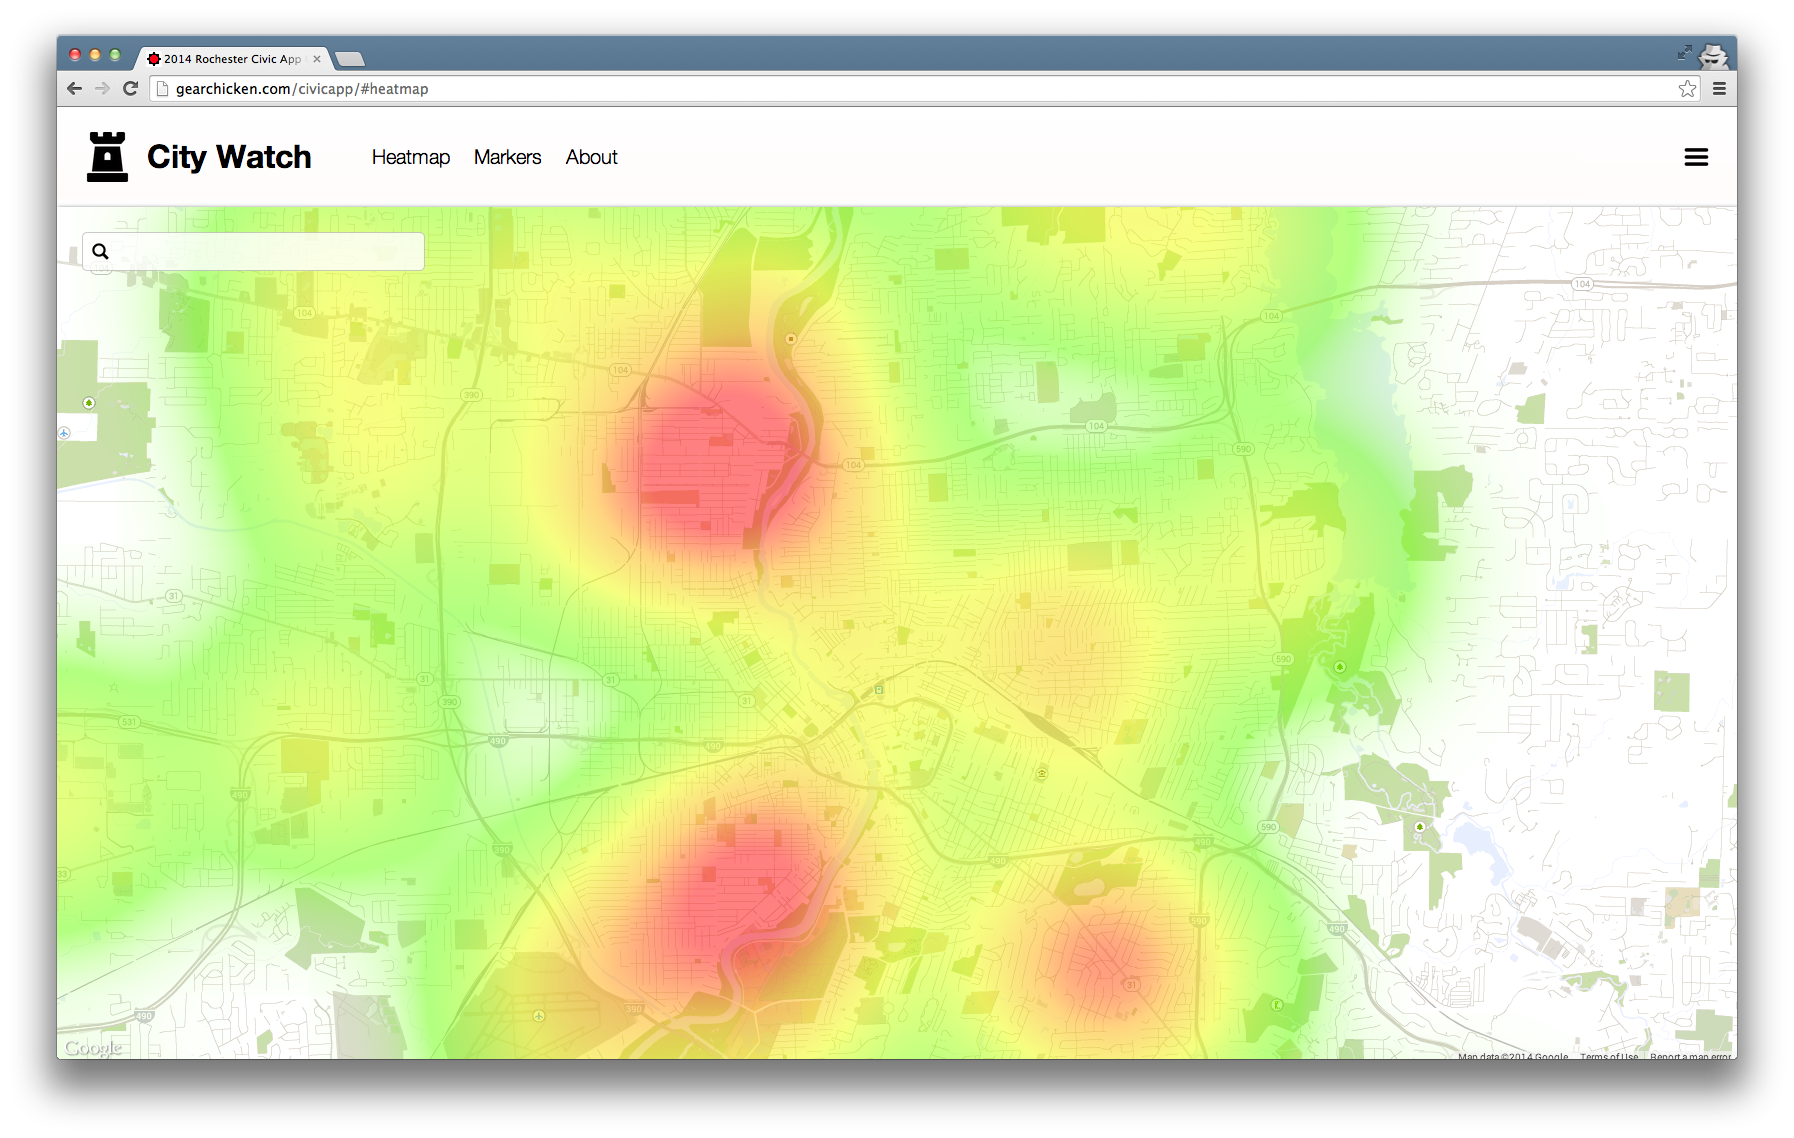 2014 Rochester Civic App
gearchicken.com/civicapp/#heatmap
City Watch
Heatmap
Markers
About
104
104
104
104
104
390
104
104
590
31
31
31
590
390
31
531
490
490
490
590
390
490
490
33
590
490
31
390
490
Google
Map data ©2014 Google
Terms of Use
Report a map error